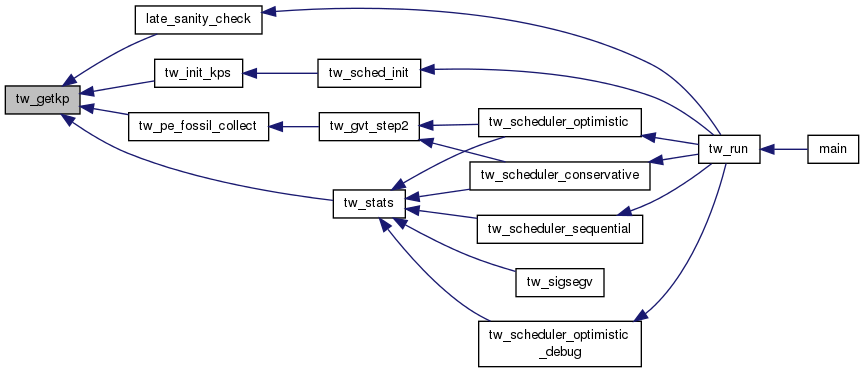 late_sanity_check
tw_init_kps
tw_sched_init
tw_getkp
tw_pe_fossil_collect
tw_gvt_step2
tw_scheduler_optimistic
tw_run
main
tw_scheduler_conservative
tw_stats
tw_scheduler_sequential
tw_sigsegv
tw_scheduler_optimistic
_debug